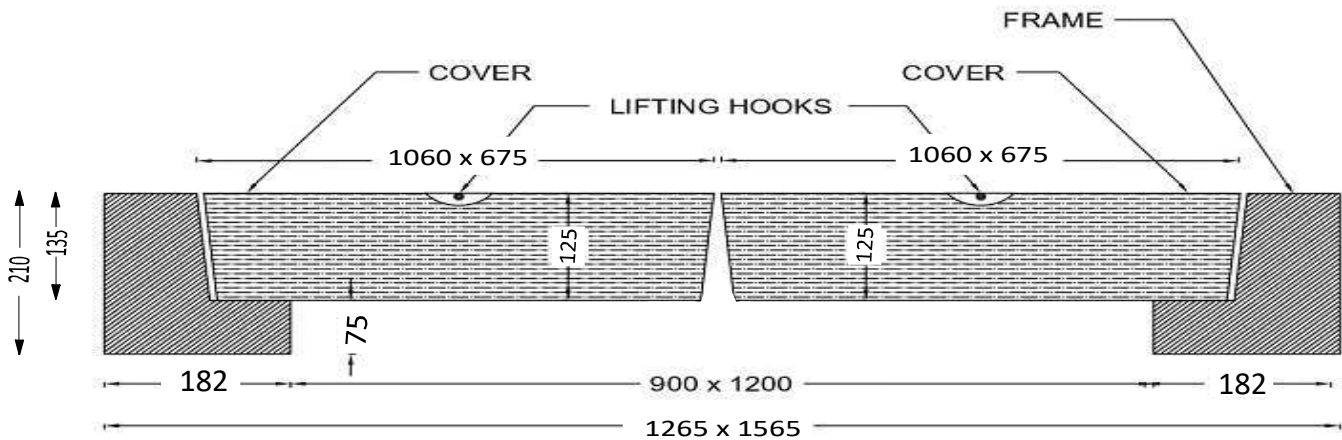 FRAME
COVER
COVER
LIFTING HOOKS
1060 x 675
1060 x 675
210
135
125
125
75
182
900 x 1200
182
1265 x 1565